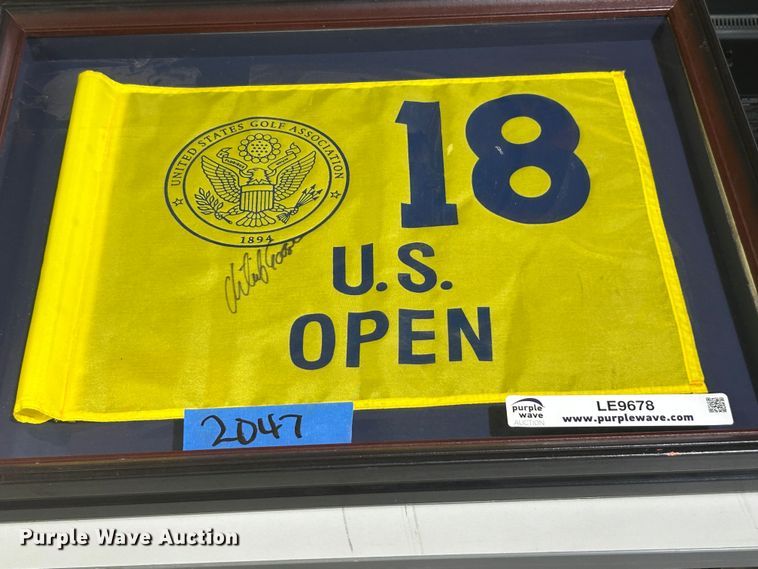 UNITED STATES GOLF ASSOCIATION
1894
18
U.S.
OPEN
2047
purple
wave
AUCTION
LE9678
www.purplewave.com
Purple Wave Auction